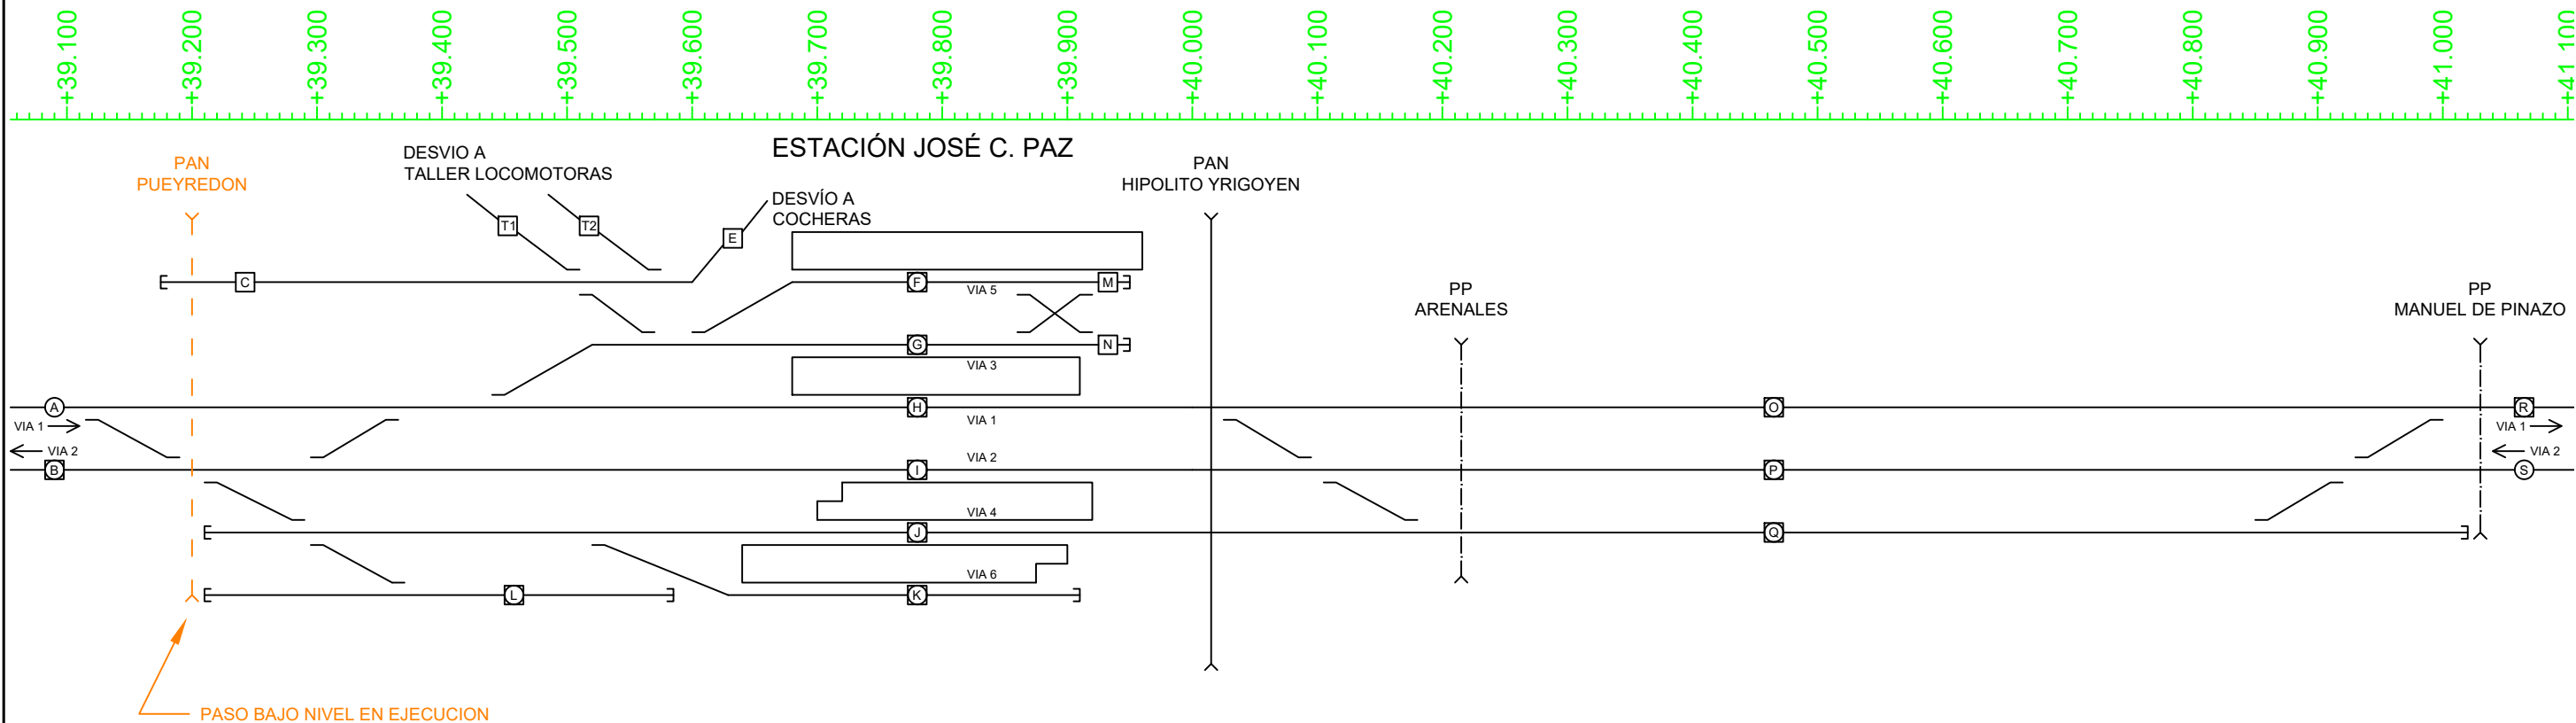 +39.100
+39.200
+39.300
+39.400
+39.500
+39.600
+39.700
+39.800
+39.900
+40.000
+40.100
+40.200
+40.300
+40.400
+40.500
+40.600
+40.700
+40.800
+40.900
+41.000
+41.100
ESTACIÓN JOSÉ C. PAZ
PAN
PUEYREDON
DESVIO A
TALLER LOCOMOTORAS
DESVÍO A
COCHERAS
PAN
HIPOLITO YRIGOYEN
PP
ARENALES
PP
MANUEL DE PINAZO
T1
T2
E
C
F
M
VIA 5
G
N
VIA 3
A
H
O
R
VIA 1
VIA 1
VIA 1
VIA 2
VIA 2
VIA 2
B
I
P
S
VIA 4
J
Q
VIA 6
L
K
PASO BAJO NIVEL EN EJECUCION